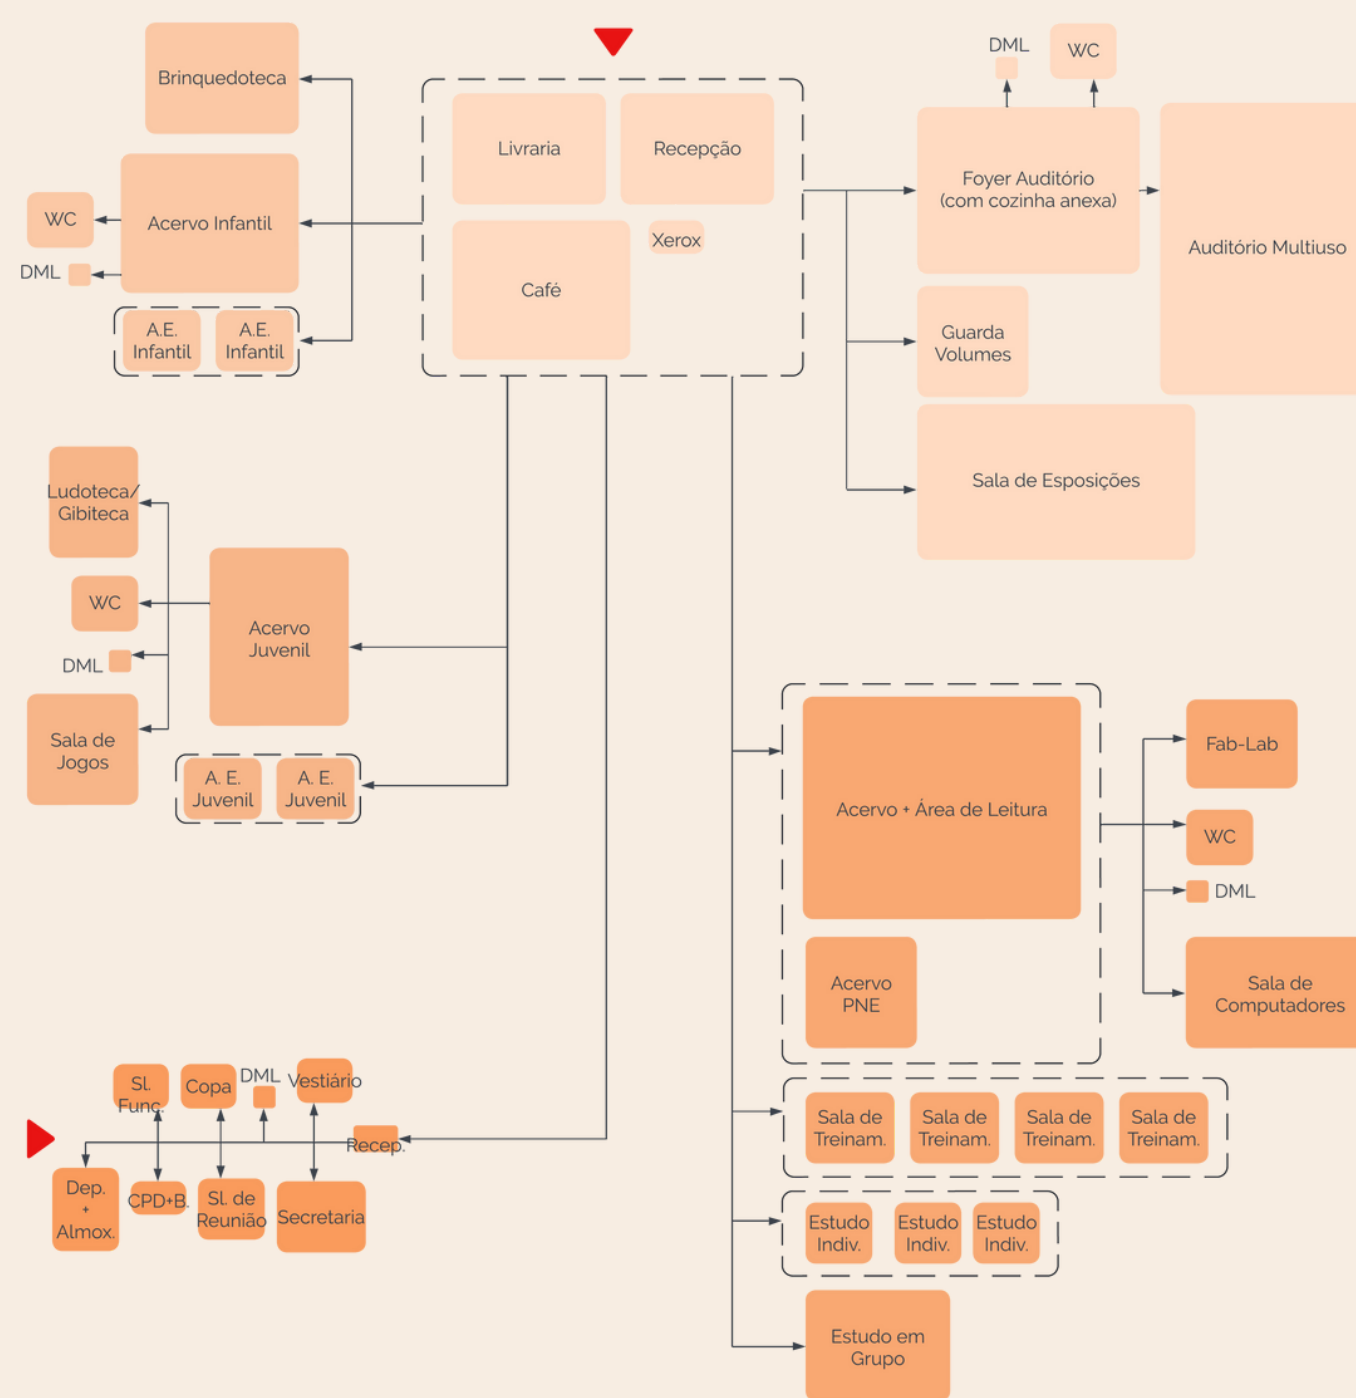 Brinquedoteca
WC
Acervo Infantil
DML
A.E.
Infantil
A.E.
Infantil
Livraria
Recepção
Xerox
Café
DML
WC
Foyer Auditório
(com cozinha anexa)
Auditório Multiuso
Guarda
Volumes
Sala de Esposições
Ludoteca/
Gibiteca
WC
DML
Sala de
Jogos
Acervo
Juvenil
A. E.
Juvenil
A. E.
Juvenil
Acervo + Área de Leitura
Acervo
PNE
Fab-Lab
WC
DML
Sala de
Computadores
Sl.
Func.
Copa
DML
Vestiário
Recep.
Dep.
+
Almox.
CPD+B.
Sl. de
Reunião
Secretaria
Sala de
Treinam.
Sala de
Treinam.
Sala de
Treinam.
Sala de
Treinam.
Estudo
Indiv.
Estudo
Indiv.
Estudo
Indiv.
Estudo em
Grupo